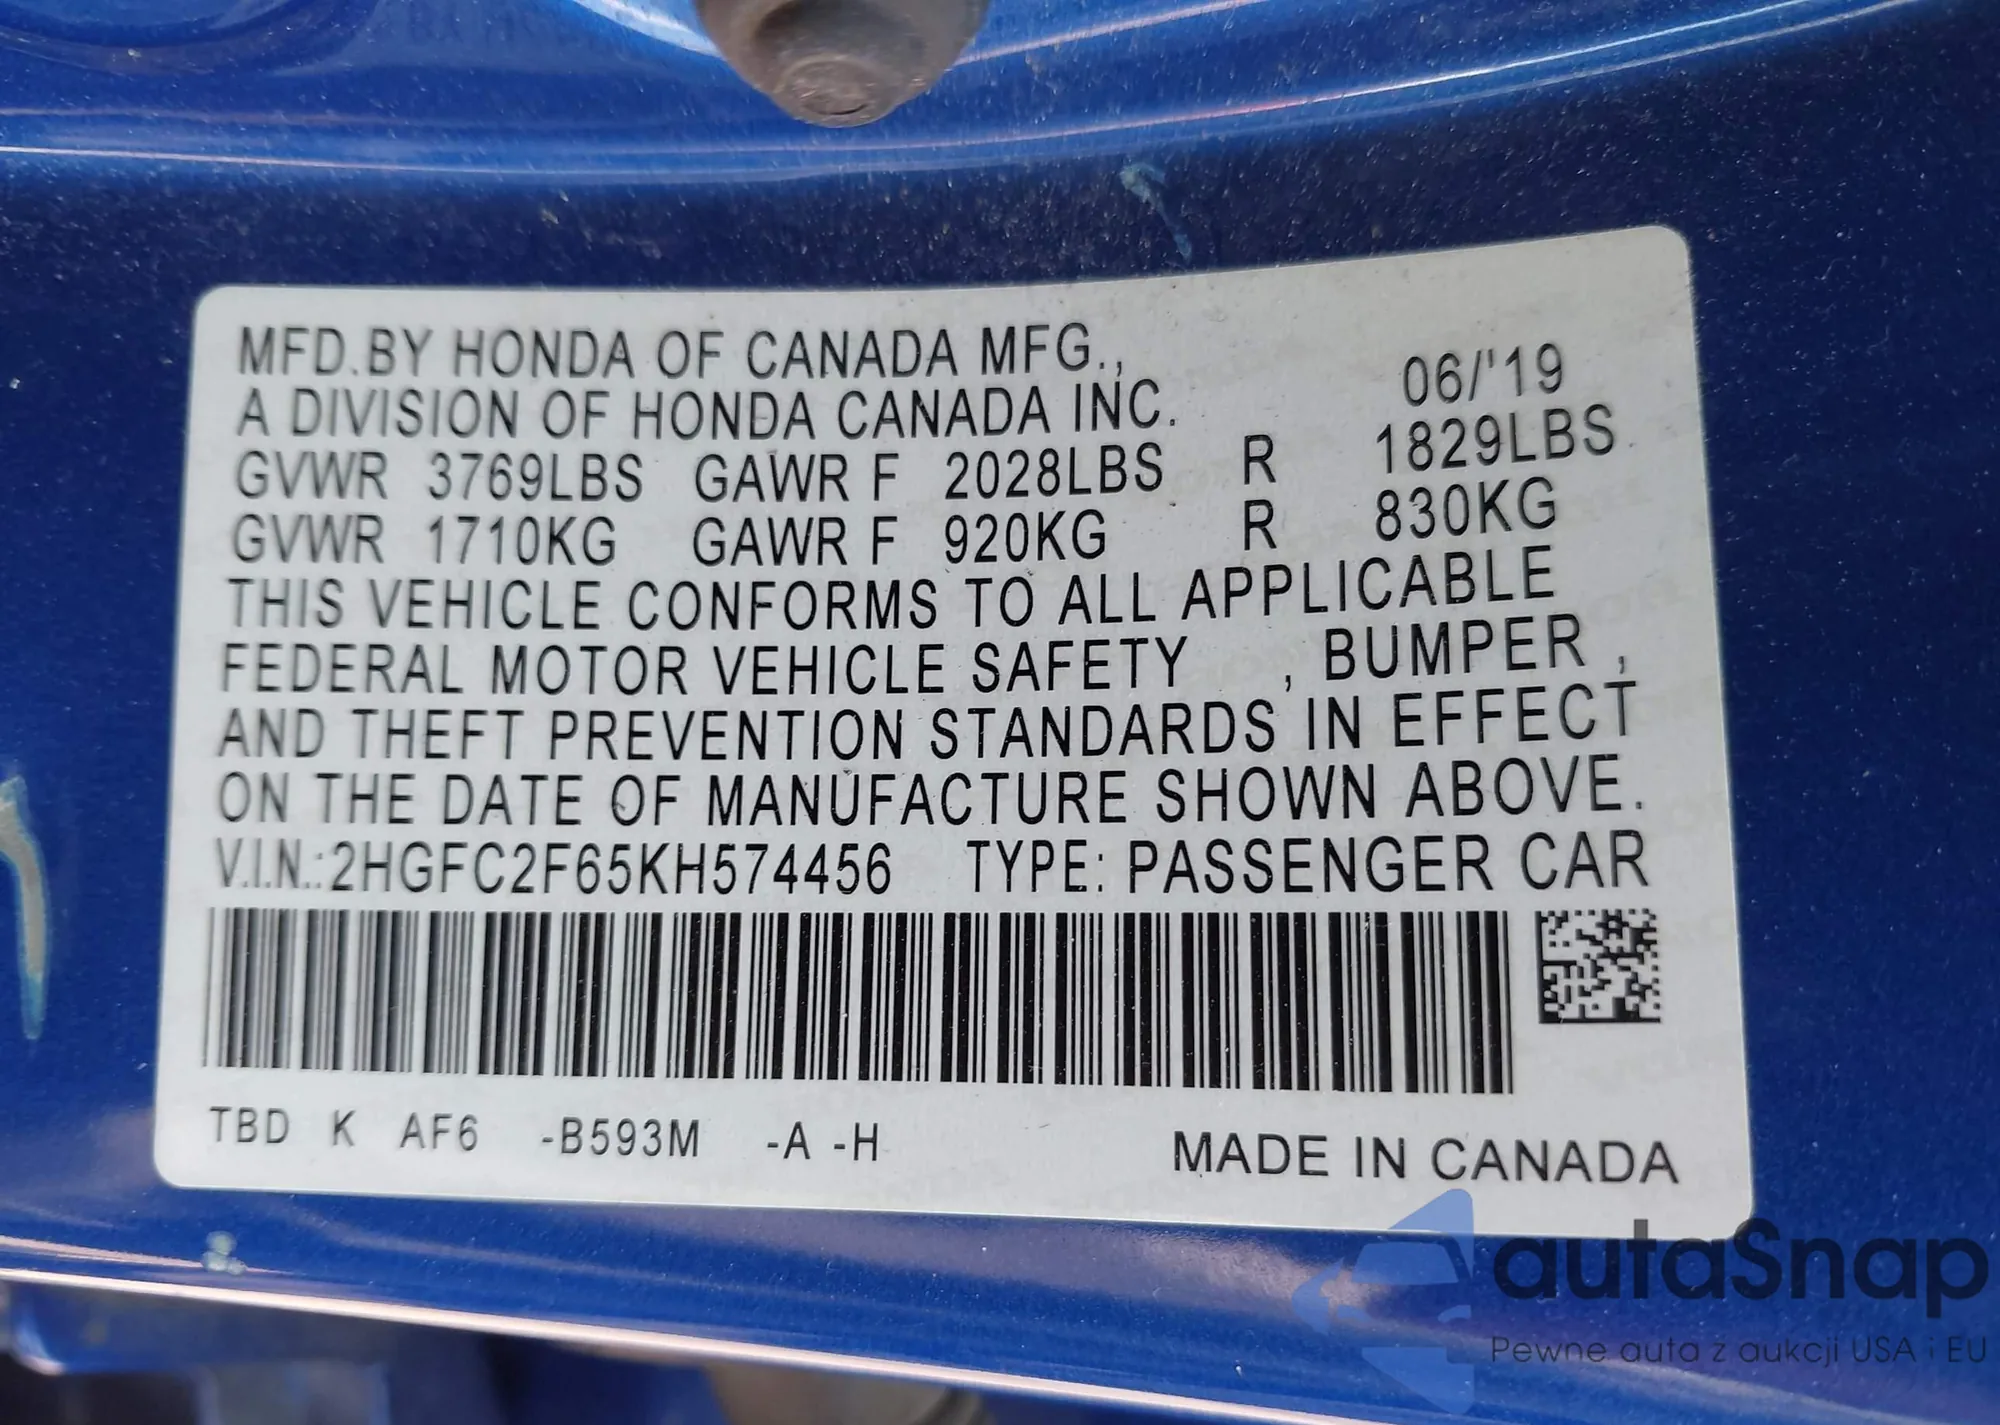 MFD.BY HONDA OF CANADA MFG.,
A DIVISION OF HONDA CANADA INC. 06/'19
GVWR 3769LBS GAWR F 2028LBS R 1829LBS
GVWR 1710KG GAWR F 920KG R 830KG
THIS VEHICLE CONFORMS TO ALL APPLICABLE
FEDERAL MOTOR VEHICLE SAFETY , BUMPER ,
AND THEFT PREVENTION STANDARDS IN EFFECT
ON THE DATE OF MANUFACTURE SHOWN ABOVE.
V.I.N.:2HGFC2F65KH574456 TYPE: PASSENGER CAR
TBD K AF6 -B593M -A -H
MADE IN CANADA
autaSnap
Pewne auta z aukcji USA i EU